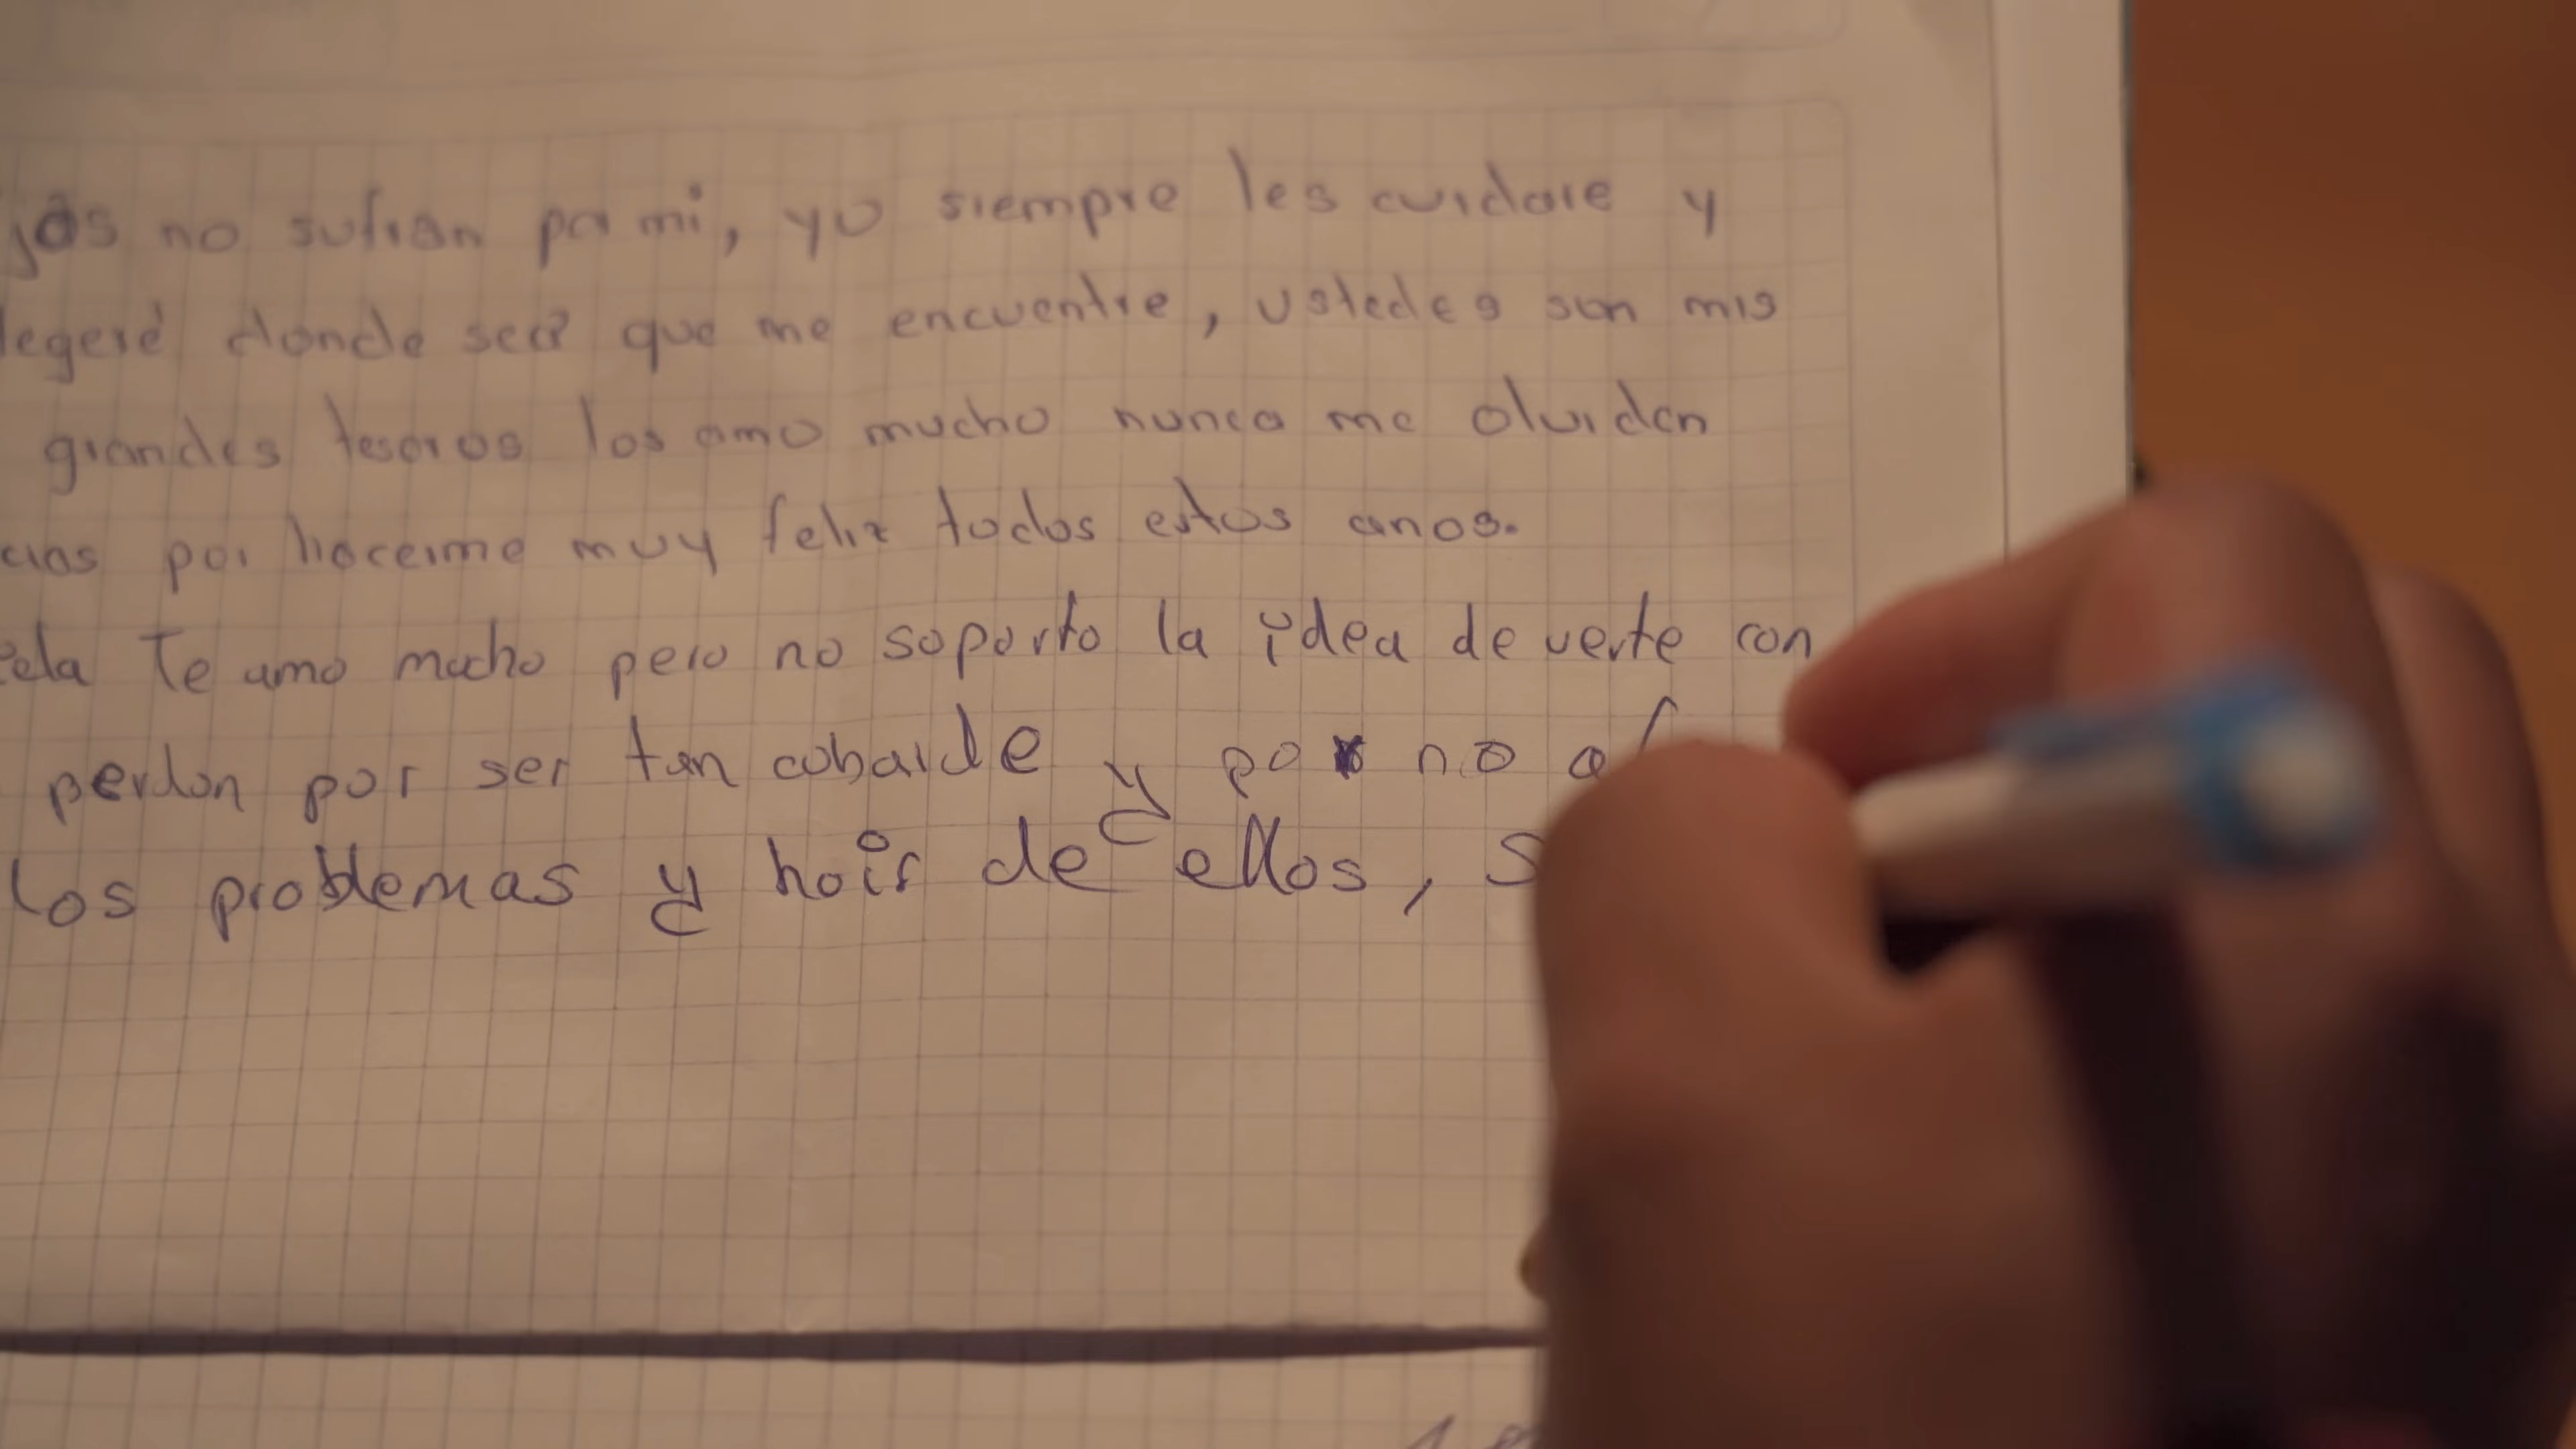 jos no sufran por mi, yo siempre les cuidare y
tegeré donde sea que me encuentre, ustedes son mis
grandes tesoros los amo mucho nunca me olviden
cias por hacerme muy feliz todos estos anos.
ela Te amo mucho pero no soporto la idea de verte con
perdon por ser tan cobarde y por no
los problemas y hoir de ellos, S